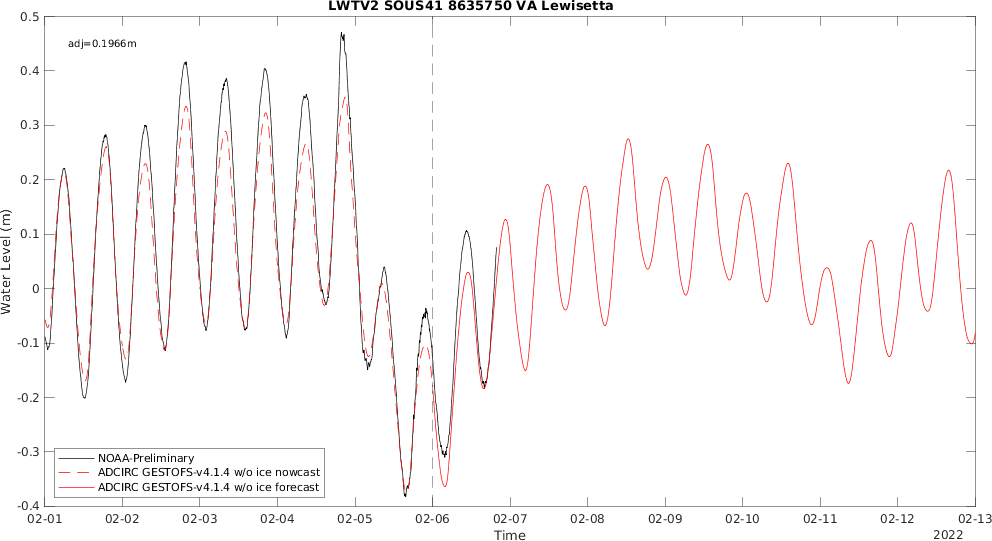 LWTV2 SOUS41 8635750 VA Lewisetta
adj=0.1966m
0.5
0.4
0.3
0.2
0.1
0
-0.1
-0.2
-0.3
-0.4
Water Level (m)
NOAA-Preliminary
ADCIRC GESTOFS-v4.1.4 w/o ice nowcast
ADCIRC GESTOFS-v4.1.4 w/o ice forecast
02-01 02-02 02-03 02-04 02-05 02-06 02-07 02-08 02-09 02-10 02-11 02-12 02-13
Time
2022